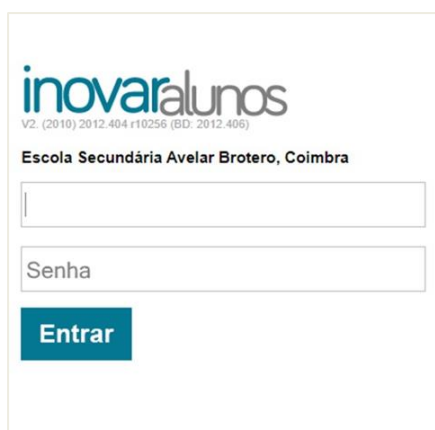 inovaralunos
V2. (2010) 2012.404 r10256 (BD: 2012.406)
Escola Secundária Avelar Brotero, Coimbra
Senha
Entrar